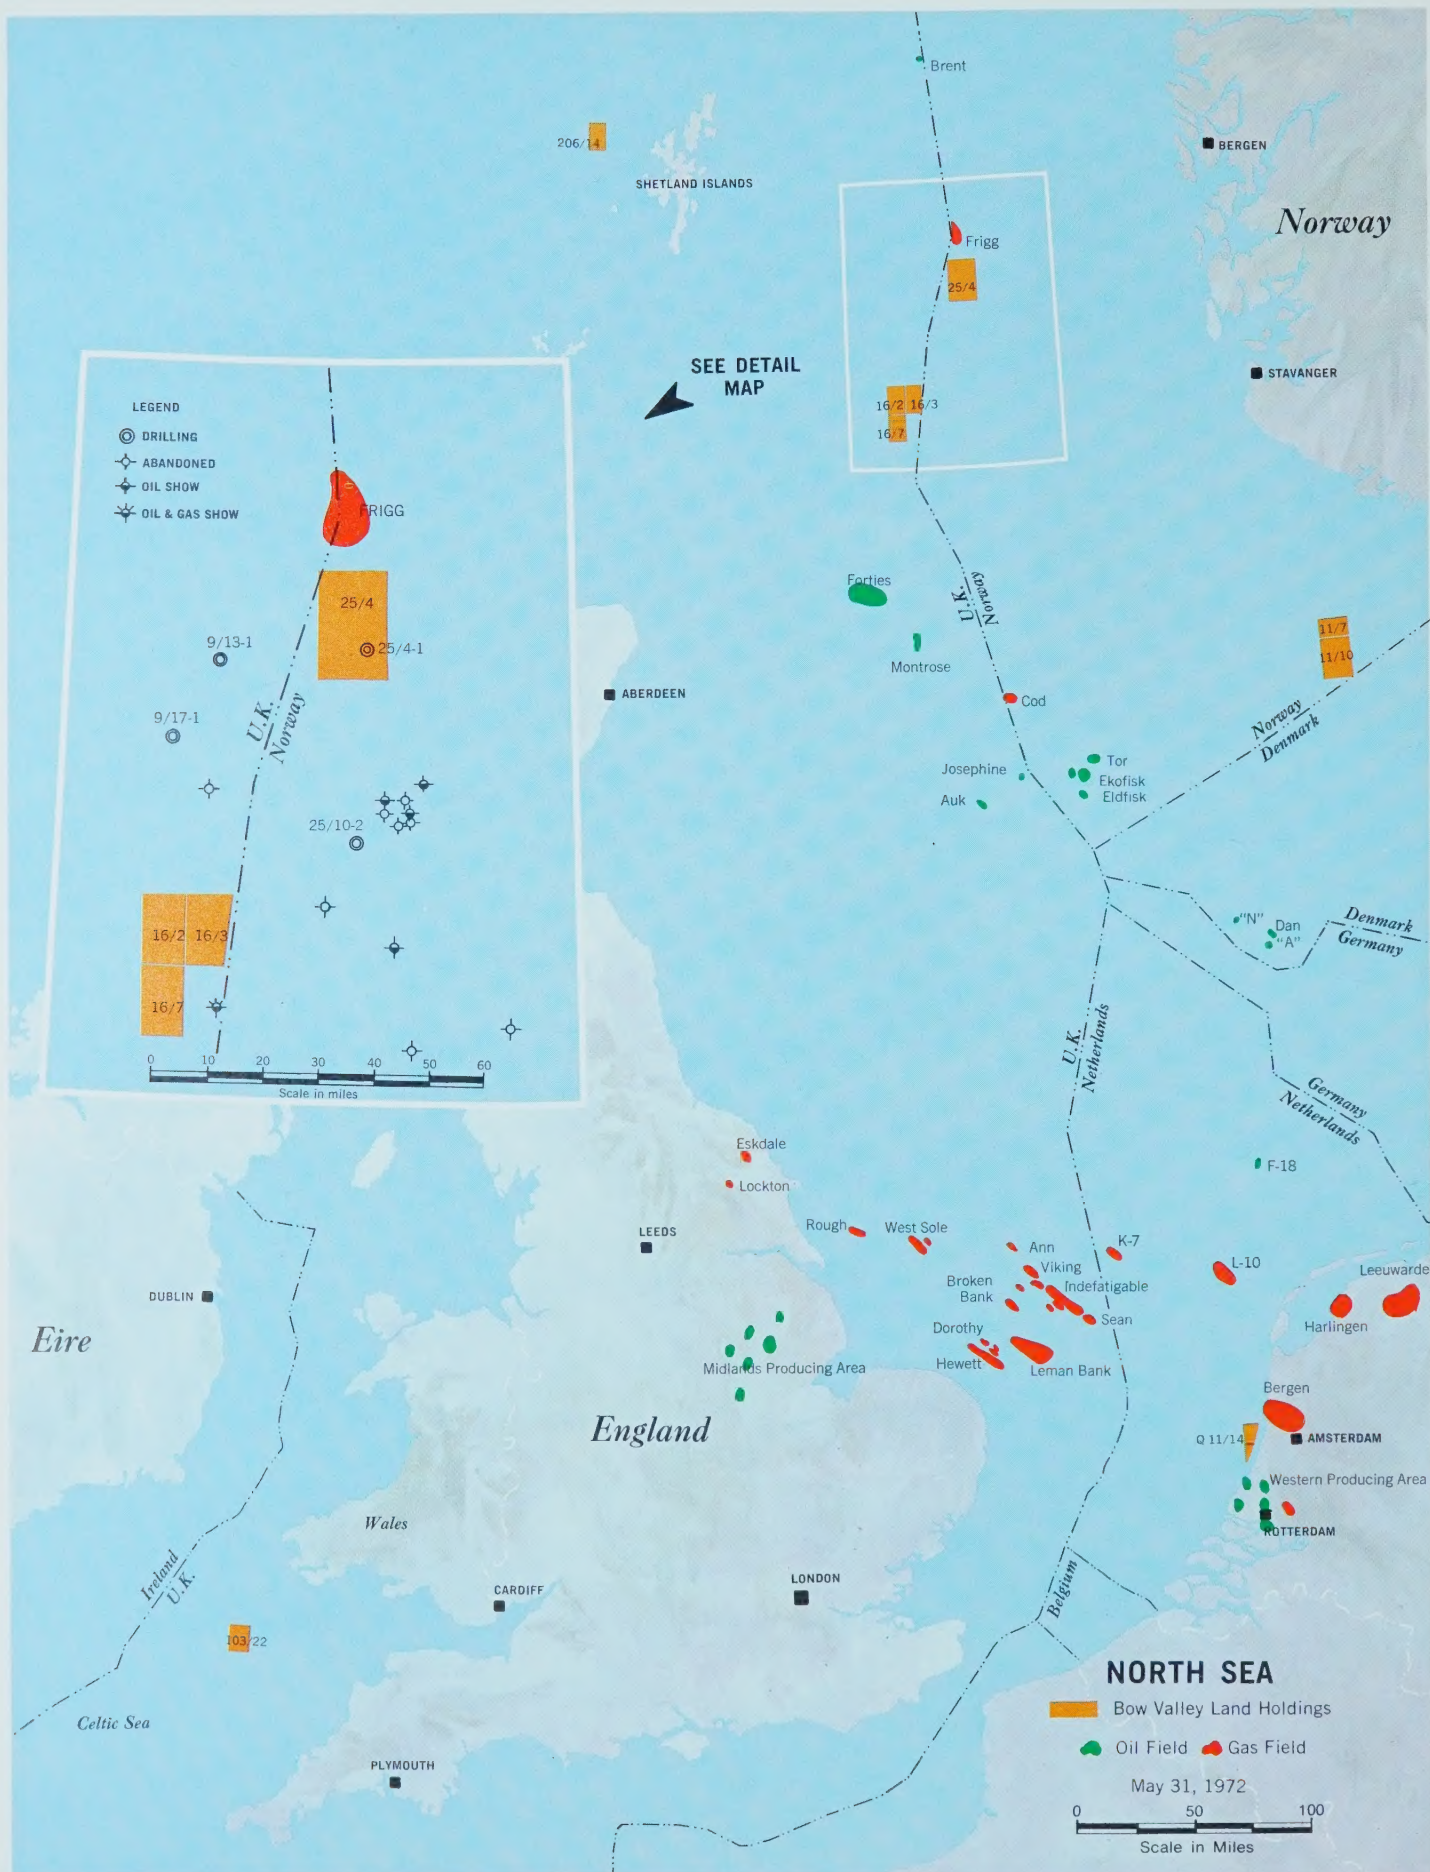 Brent
206/14
BERGEN
SHETLAND ISLANDS
Norway
Frigg
25/4
SEE DETAIL
MAP
STAVANGER
16/2 16/3
16/7
LEGEND
DRILLING
ABANDONED
OIL SHOW
OIL & GAS SHOW
FRIGG
25/4
25/4-1
9/13-1
9/17-1
U.K.
Norway
25/10-2
16/2 16/3
16/7
0 10 20 30 40 50 60
Scale in miles
Forties
U.K.
Norway
Montrose
11/7
11/10
ABERDEEN
Cod
Norway
Denmark
Josephine
Tor
Ekofisk
Auk
Eldfisk
"N"
Dan
"A"
Denmark
Germany
U.K.
Netherlands
Germany
Netherlands
Eskdale
Lockton
F-18
Rough
West Sole
LEEDS
Ann
K-7
Viking
L-10
Leeuwarde
Broken
Bank
Indefatigable
DUBLIN
Sean
Harlingen
Eire
Dorothy
Hewett
Leman Bank
Midlands Producing Area
Bergen
England
Q 11/14
AMSTERDAM
Western Producing Area
Wales
ROTTERDAM
Ireland
U.K.
CARDIFF
LONDON
Belgium
103/22
Celtic Sea
PLYMOUTH
NORTH SEA
Bow Valley Land Holdings
Oil Field Gas Field
May 31, 1972
0 50 100
Scale in Miles